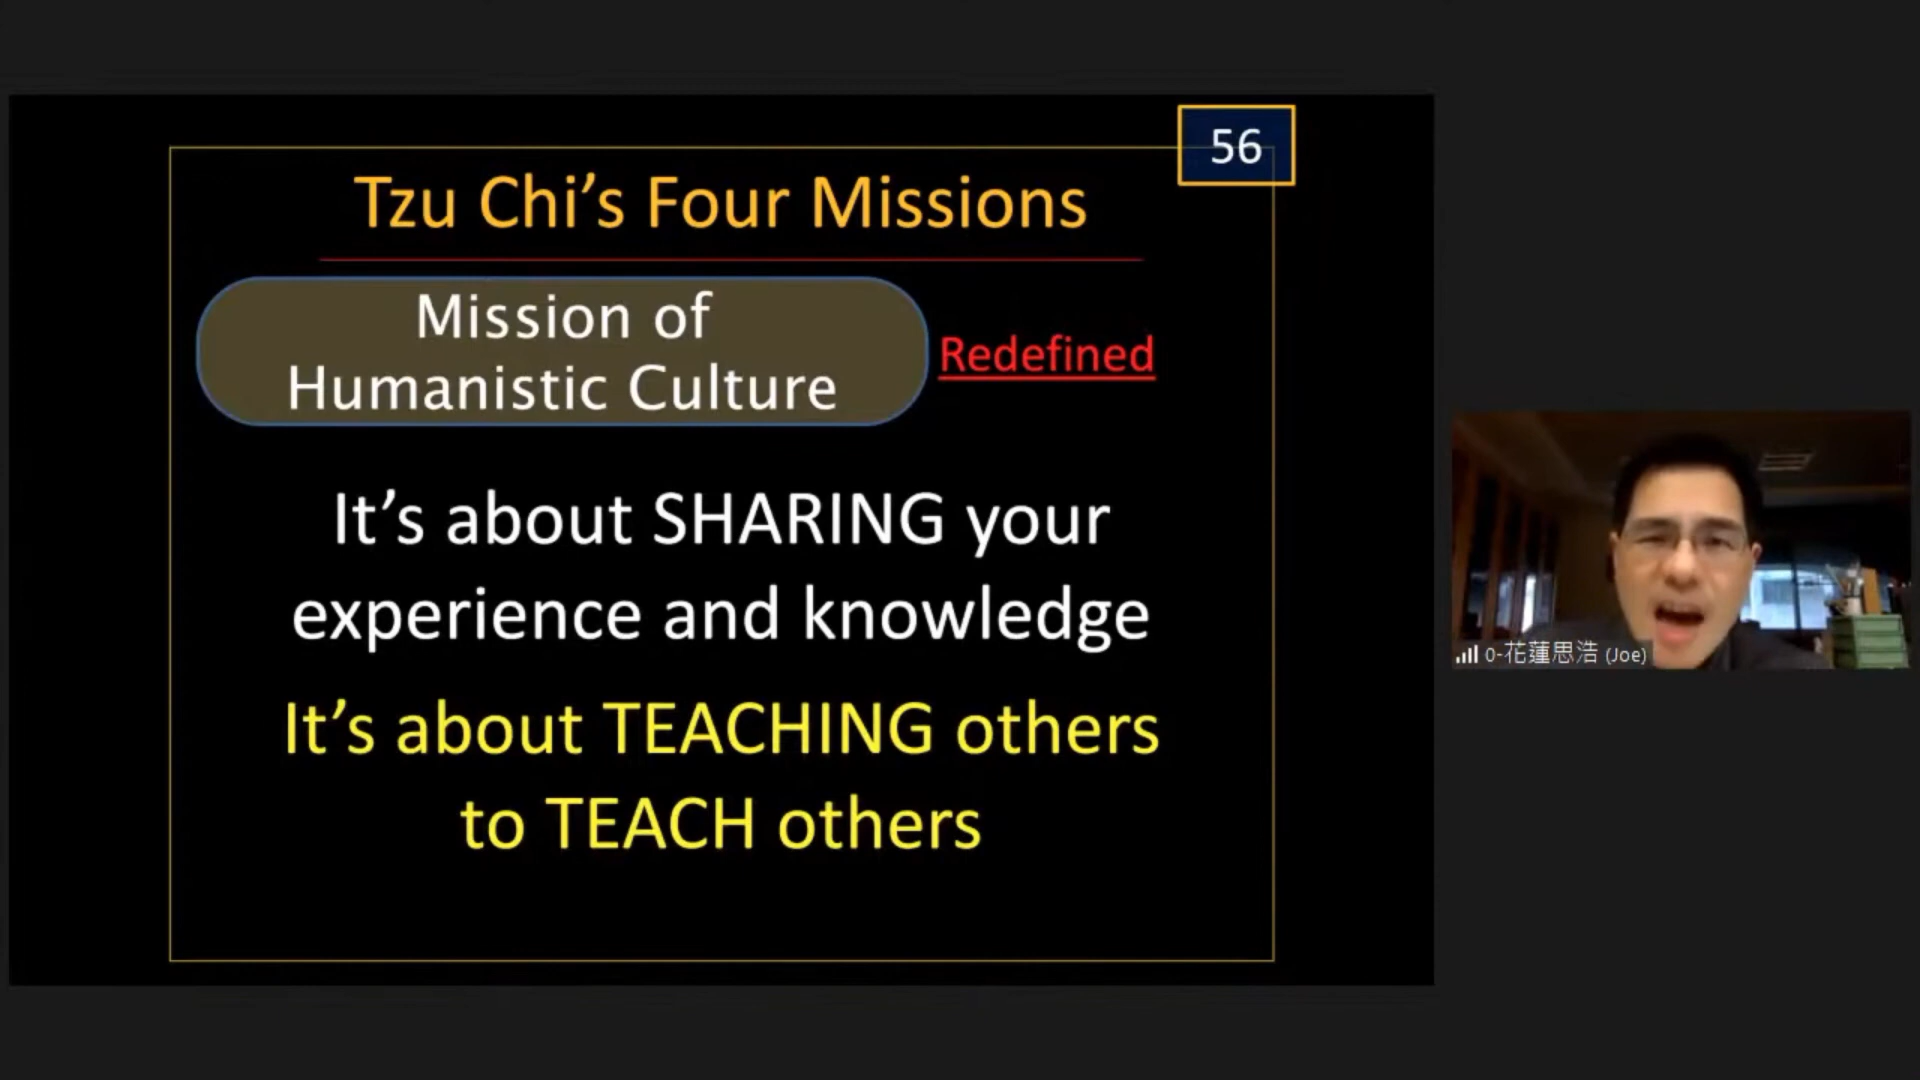 56
Tzu Chi’s Four Missions
Mission of
Humanistic Culture
Redefined
It’s about SHARING your
experience and knowledge
It’s about TEACHING others
to TEACH others
0-花蓮思浩 (Joe)